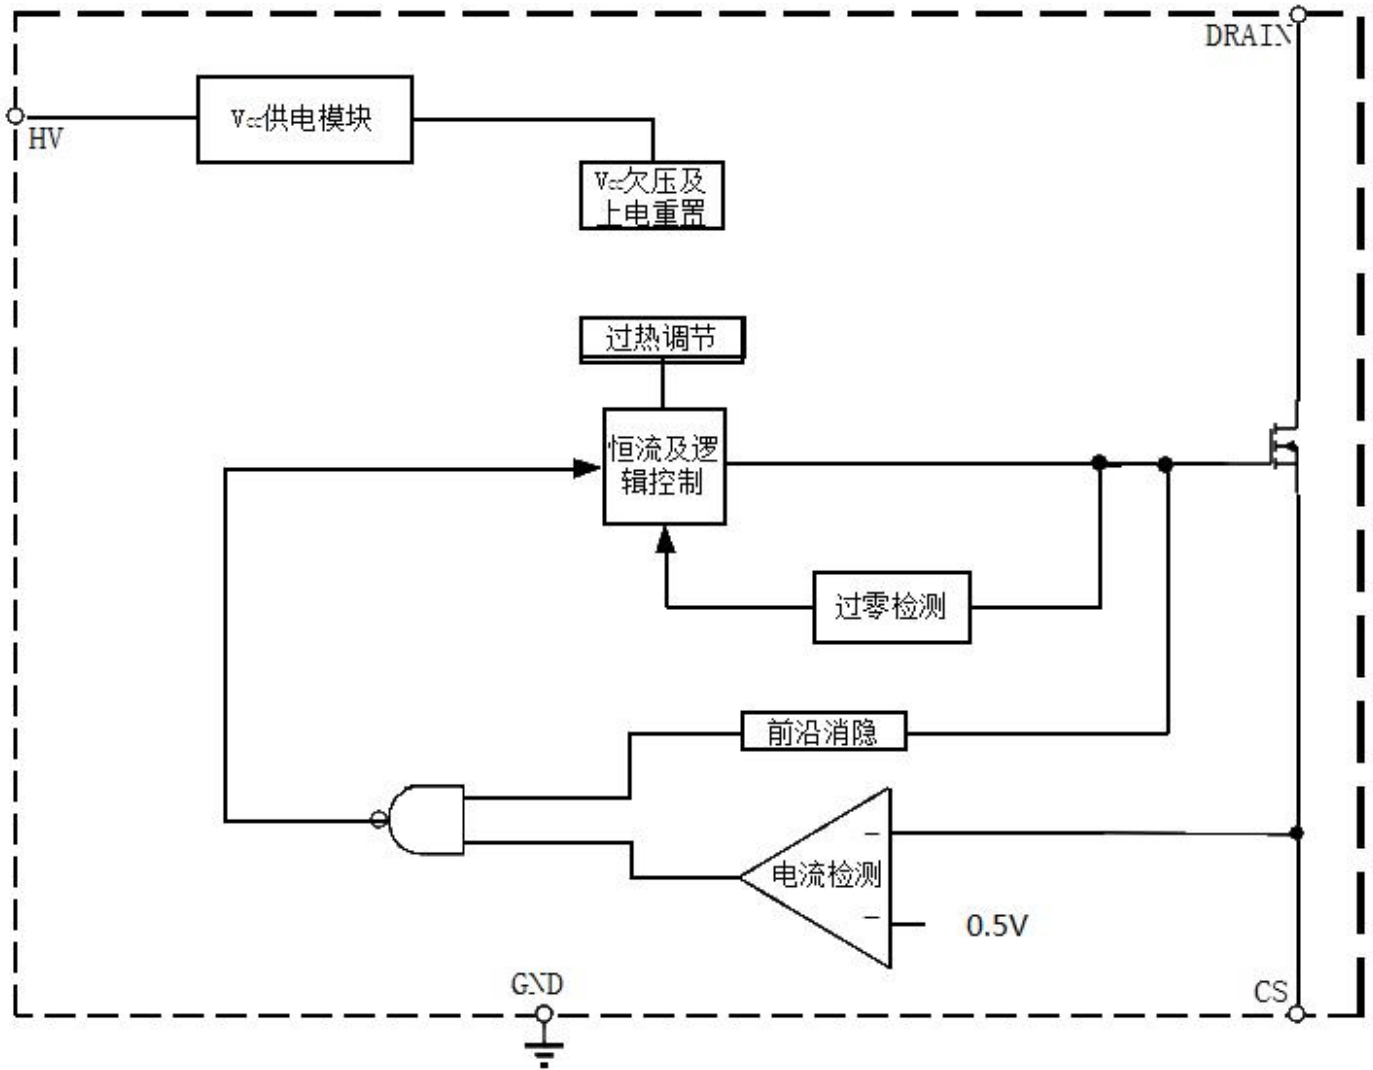 DRAIN
HV
Vcc供电模块
Vcc欠压及
上电重置
过热调节
恒流及逻
辑控制
过零检测
前沿消隐
−
电流检测
−
0.5V
GND
CS